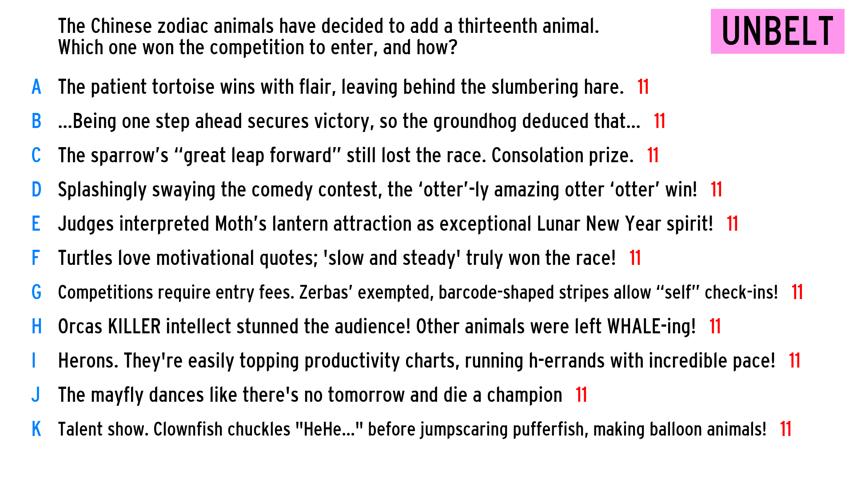 The Chinese zodiac animals have decided to add a thirteenth animal.
Which one won the competition to enter, and how?
UNBELT
A The patient tortoise wins with flair, leaving behind the slumbering hare. 11
B ...Being one step ahead secures victory, so the groundhog deduced that... 11
C The sparrow's “great leap forward” still lost the race. Consolation prize. 11
D Splashingly swaying the comedy contest, the ‘otter’-ly amazing otter ‘otter’ win! 11
E Judges interpreted Moth's lantern attraction as exceptional Lunar New Year spirit! 11
F Turtles love motivational quotes; 'slow and steady' truly won the race! 11
G Competitions require entry fees. Zerbas’ exempted, barcode-shaped stripes allow “self” check-ins! 11
H Orcas KILLER intellect stunned the audience! Other animals were left WHALE-ing! 11
I Herons. They're easily topping productivity charts, running h-errands with incredible pace! 11
J The mayfly dances like there's no tomorrow and die a champion 11
K Talent show. Clownfish chuckles "HeHe..." before jumpscaring pufferfish, making balloon animals! 11